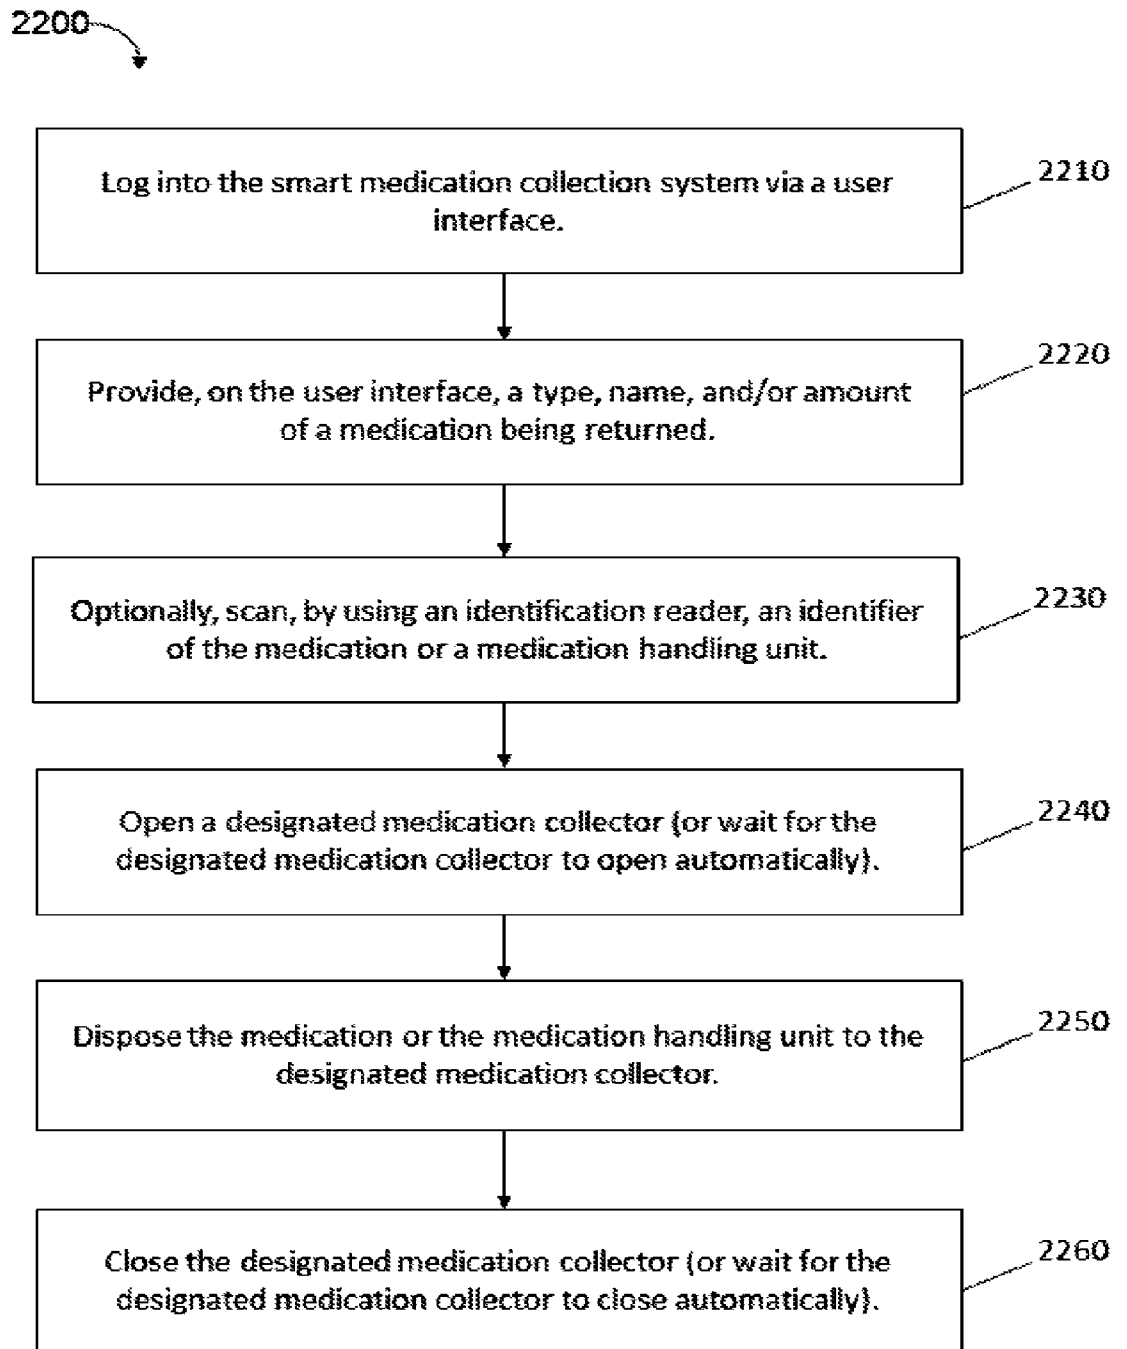 2200
Log into the smart medication collection system via a user
interface.
2210
Provide, on the user interface, a type, name, and/or amount
of a medication being returned.
2220
Optionally, scan, by using an identification reader, an identifier
of the medication or a medication handling unit.
2230
Open a designated medication collector (or wait for the
designated medication collector to open automatically).
2240
Dispose the medication or the medication handling unit to the
designated medication collector.
2250
Close the designated medication collector (or wait for the
designated medication collector to close automatically).
2260